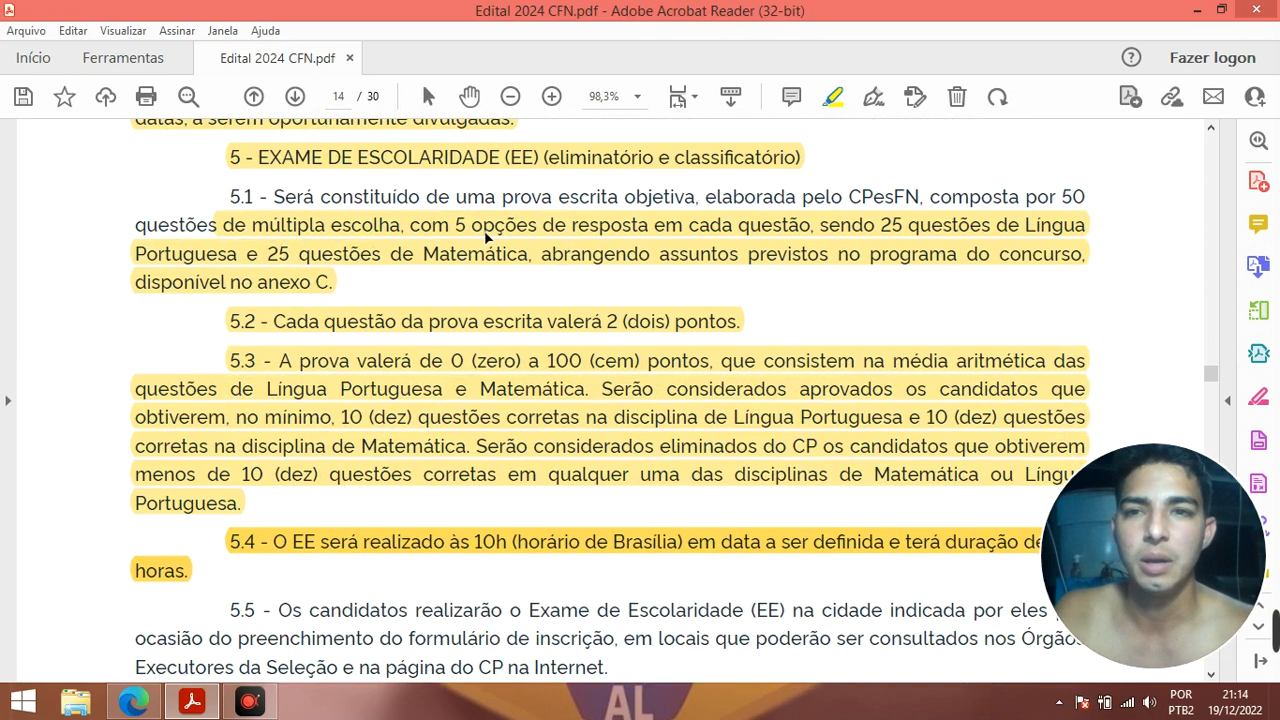 Edital 2024 CFN.pdf - Adobe Acrobat Reader (32-bit)
Arquivo Editar Visualizar Assinar Janela Ajuda
Início Ferramentas Edital 2024 CFN.pdf × Fazer logon
14 / 30 98,3%
datas, a serem oportunamente divulgadas.
5 - EXAME DE ESCOLARIDADE (EE) (eliminatório e classificatório)
5.1 - Será constituído de uma prova escrita objetiva, elaborada pelo CPesFN, composta por 50
questões de múltipla escolha, com 5 opções de resposta em cada questão, sendo 25 questões de Língua
Portuguesa e 25 questões de Matemática, abrangendo assuntos previstos no programa do concurso,
disponível no anexo C.
5.2 - Cada questão da prova escrita valerá 2 (dois) pontos.
5.3 - A prova valerá de 0 (zero) a 100 (cem) pontos, que consistem na média aritmética das
questões de Língua Portuguesa e Matemática. Serão considerados aprovados os candidatos que
obtiverem, no mínimo, 10 (dez) questões corretas na disciplina de Língua Portuguesa e 10 (dez) questões
corretas na disciplina de Matemática. Serão considerados eliminados do CP os candidatos que obtiverem
menos de 10 (dez) questões corretas em qualquer uma das disciplinas de Matemática ou Língua
Portuguesa.
5.4 - O EE será realizado às 10h (horário de Brasília) em data a ser definida e terá duração de
horas.
5.5 - Os candidatos realizarão o Exame de Escolaridade (EE) na cidade indicada por eles
ocasião do preenchimento do formulário de inscrição, em locais que poderão ser consultados nos Órgãos
Executores da Seleção e na página do CP na Internet.
AL
POR 21:14
PTB2 19/12/2022